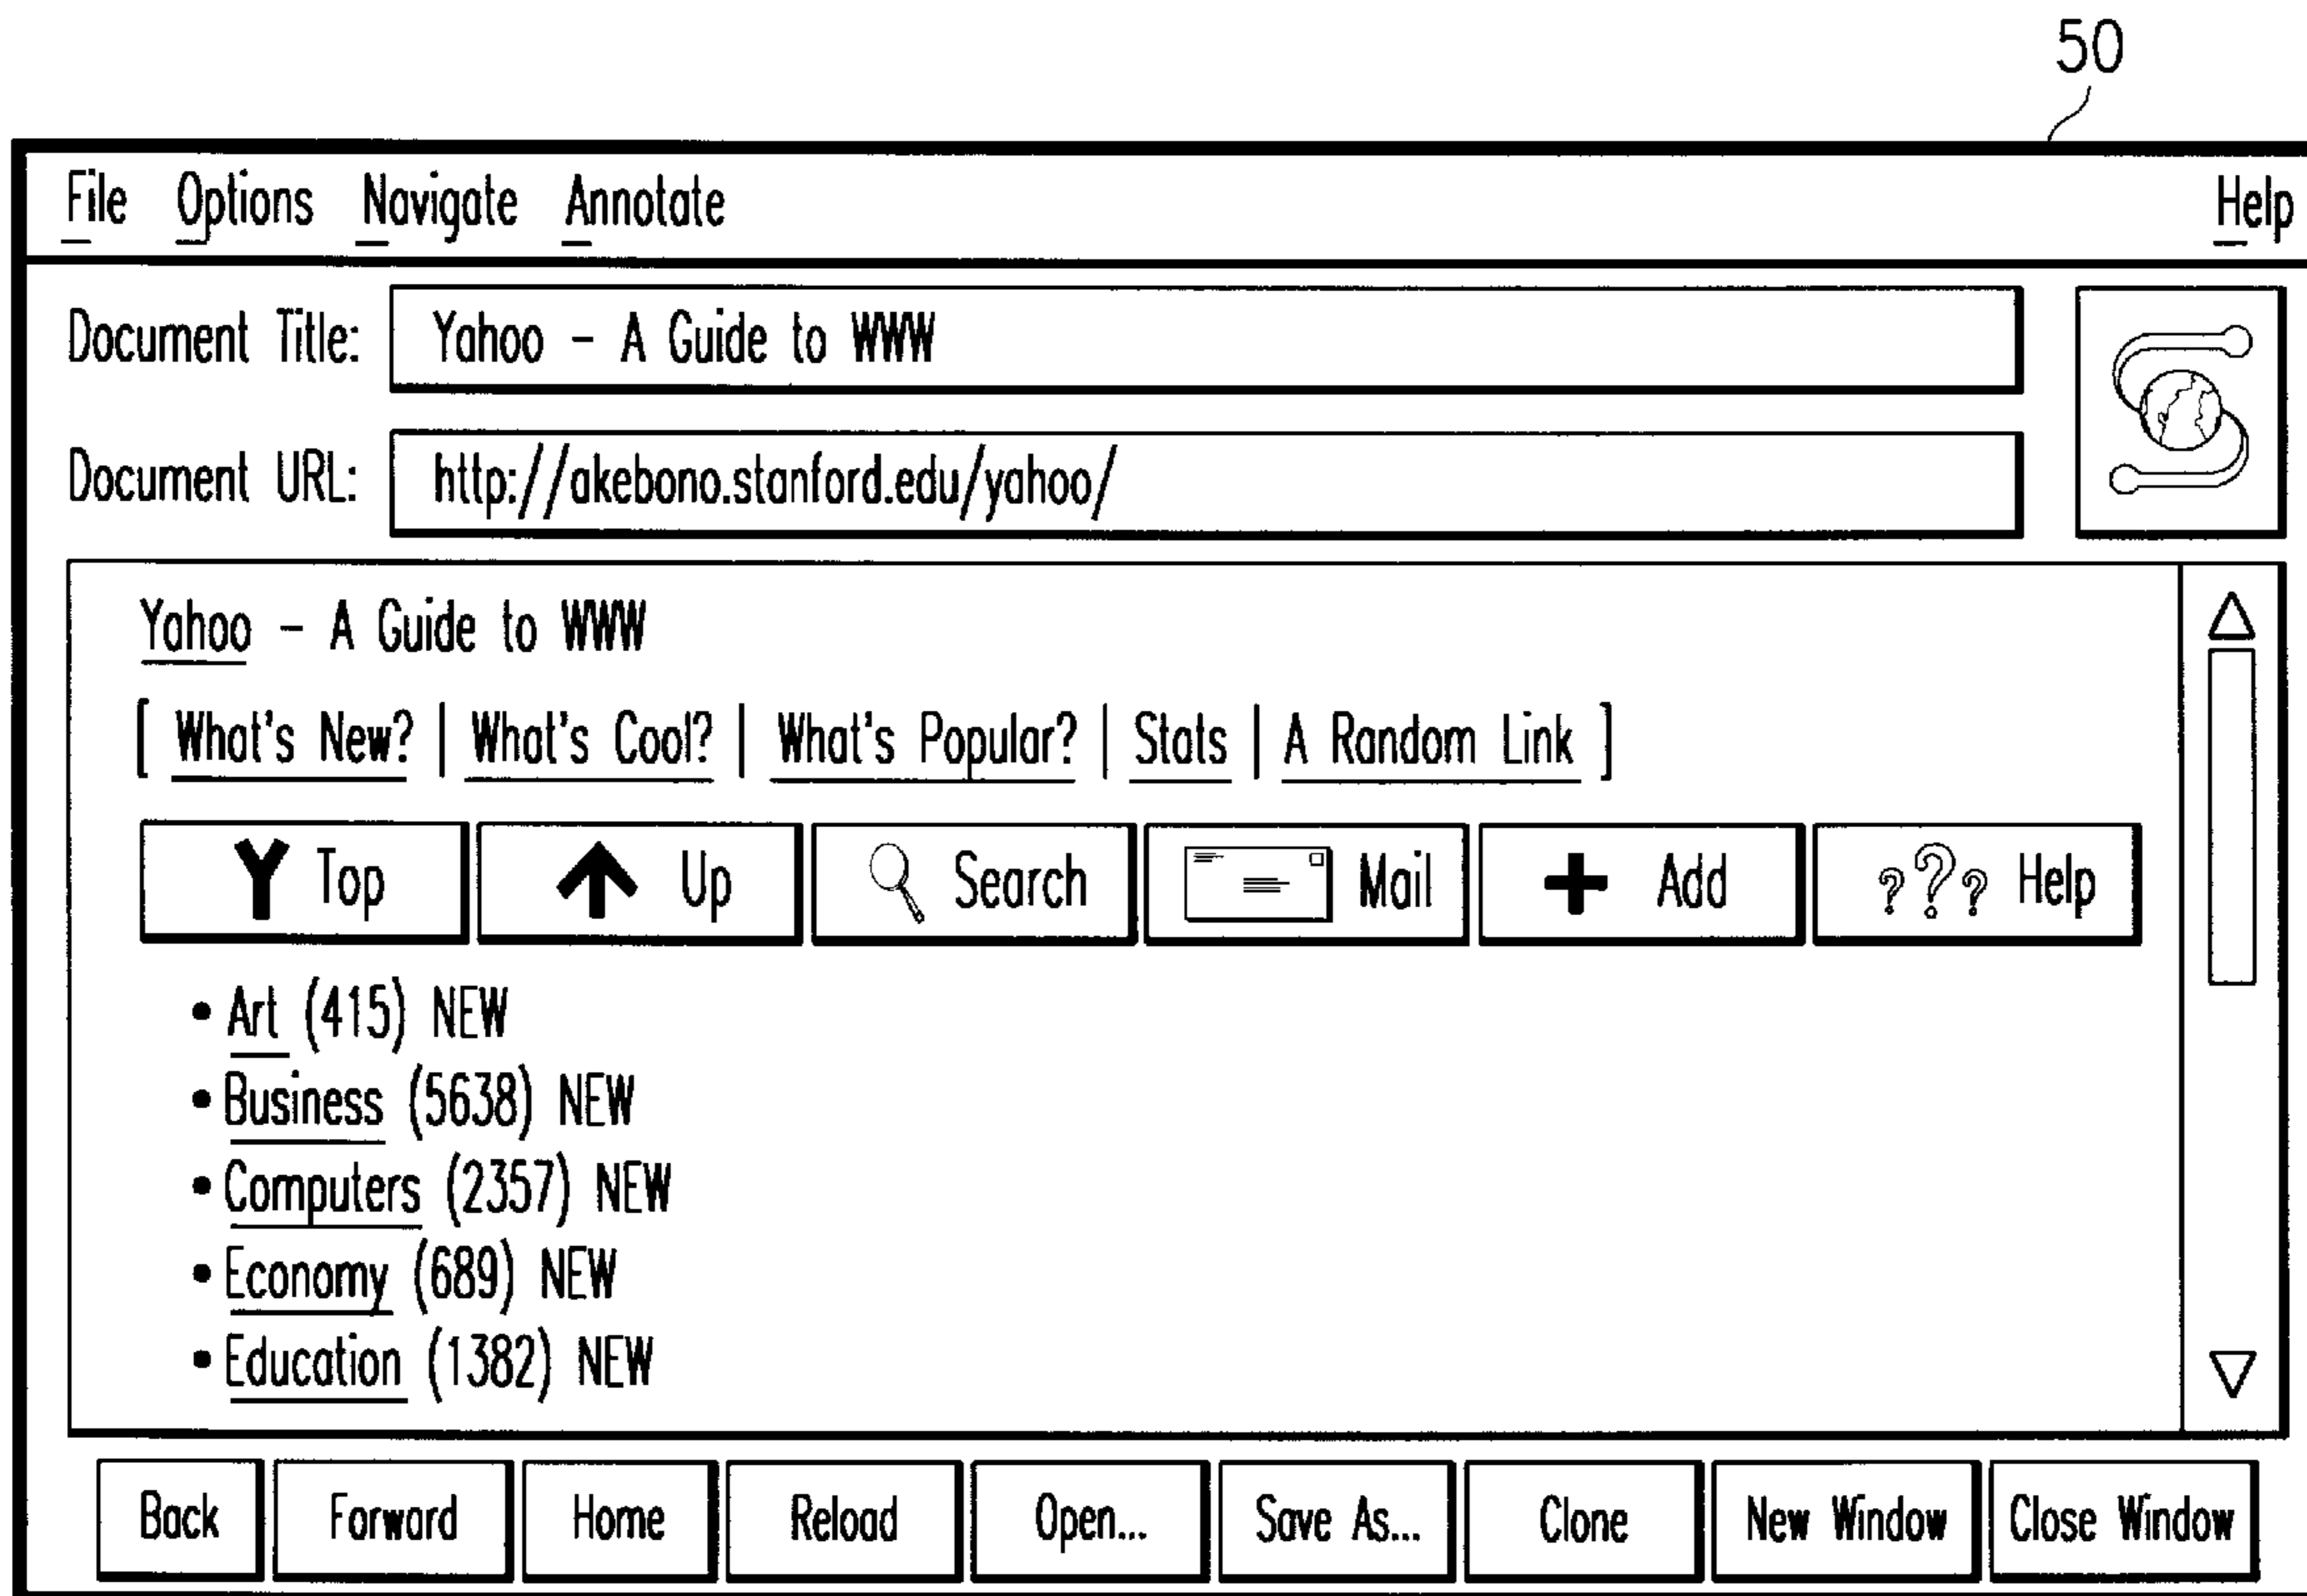 50
File Options Navigate Annotate Help
Document Title: Yahoo - A Guide to WWW
Document URL: http://akebono.stanford.edu/yahoo/
Yahoo - A Guide to WWW
[ What's New? | What's Cool? | What's Popular? | Stats | A Random Link ]
Y Top Up Search Mail + Add ??? Help
• Art (415) NEW
• Business (5638) NEW
• Computers (2357) NEW
• Economy (689) NEW
• Education (1382) NEW
Back Forward Home Reload Open... Save As... Clone New Window Close Window